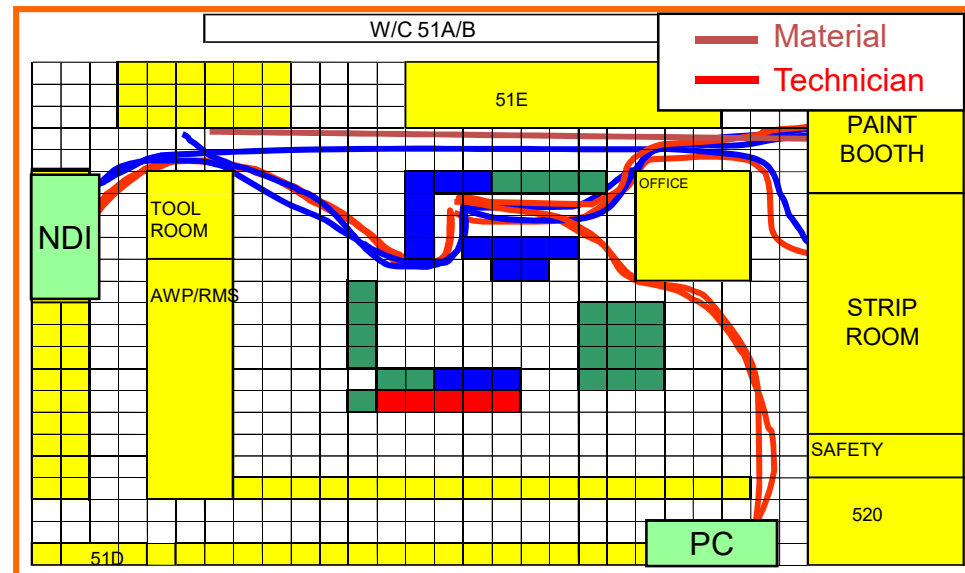 W/C 51A/B
Material
Technician
51E
PAINT
BOOTH
OFFICE
NDI
TOOL
ROOM
AWP/RMS
STRIP
ROOM
SAFETY
520
PC
51D